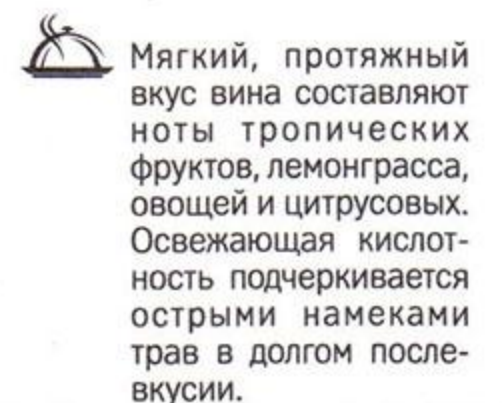 Мягкий, протяжный
вкус вина составляют
ноты тропических
фруктов, лемонграсса,
овощей и цитрусовых.
Освежающая кислот-
ность подчеркивается
острыми намеками
трав в долгом после-
вкусии.